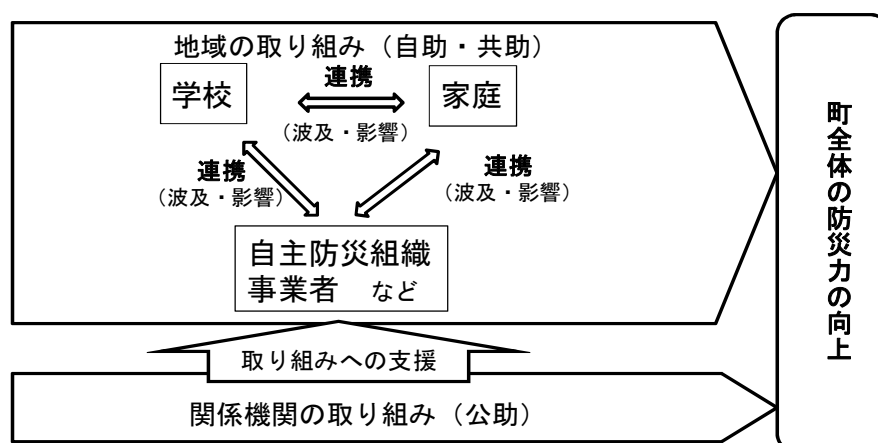 地域の取り組み（自助・共助）
連携
学校
家庭
（波及・影響）
連携
（波及・影響）
連携
（波及・影響）
自主防災組織
事業者　など
取り組みへの支援
関係機関の取り組み（公助）
町全体の防災力の向上